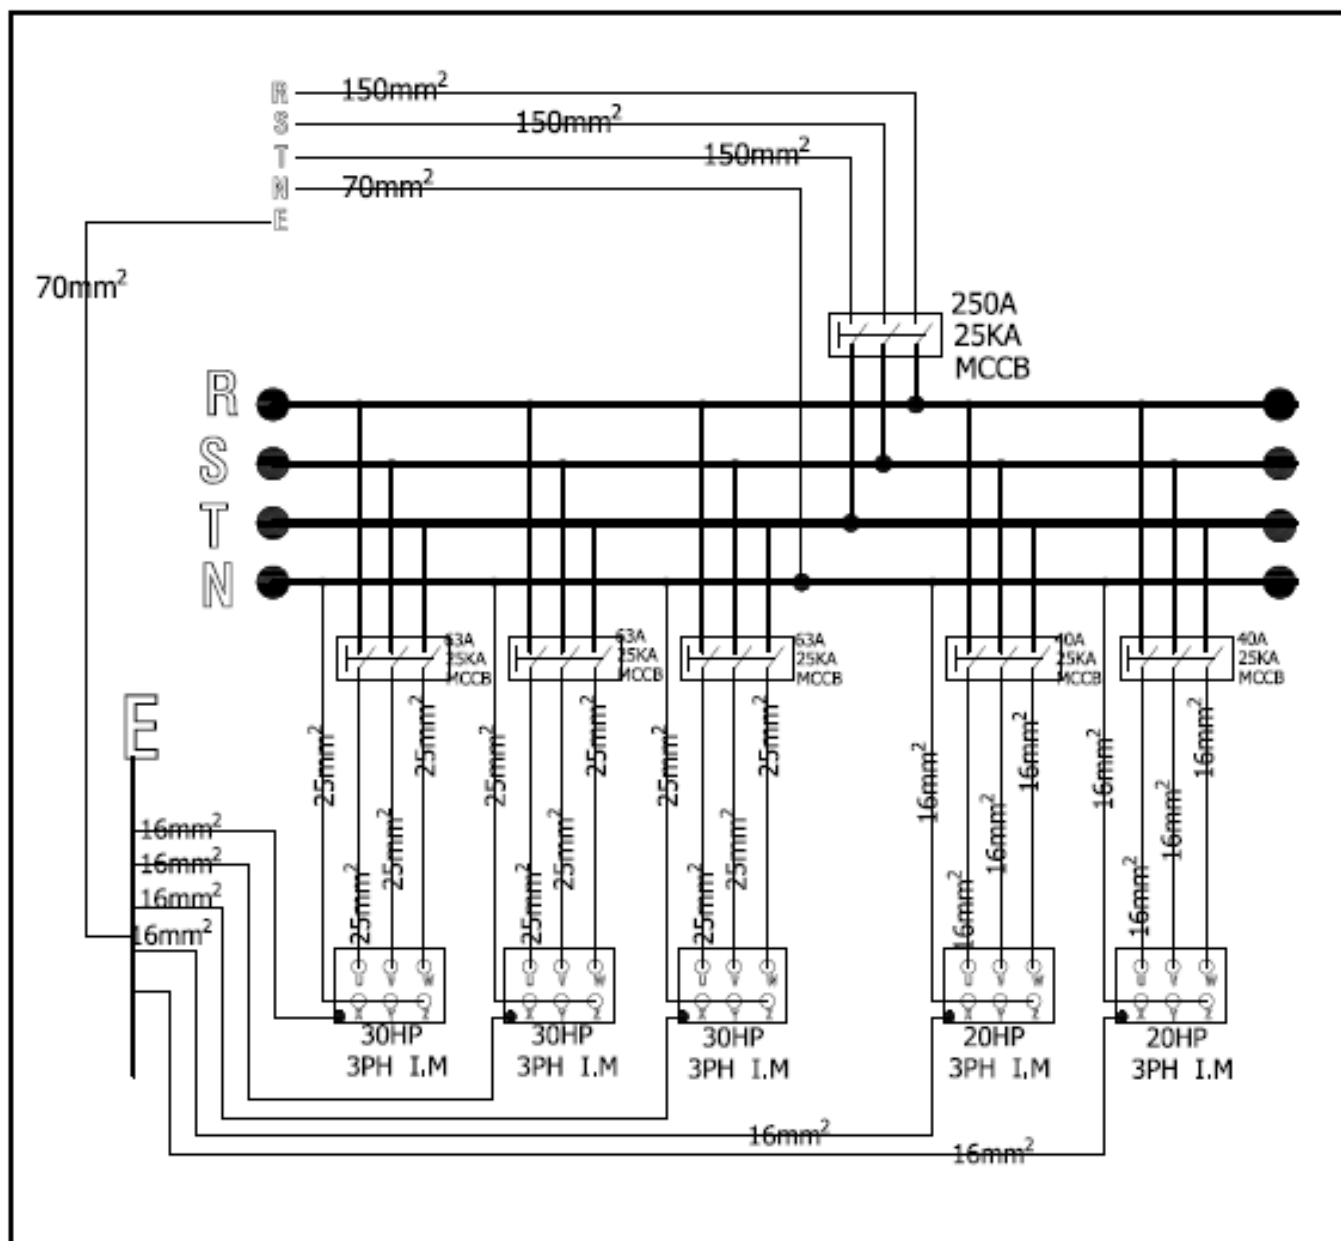 R 150mm²
S 150mm²
T 150mm²
N 70mm²
E
70mm²
250A
25KA
MCCB
R
S
T
N
63A
25KA
MCCB
63A
25KA
MCCB
63A
25KA
MCCB
40A
25KA
MCCB
40A
25KA
MCCB
E
25mm²
25mm²
25mm²
25mm²
25mm²
25mm²
25mm²
25mm²
25mm²
25mm²
25mm²
25mm²
16mm²
16mm²
16mm²
16mm²
16mm²
16mm²
16mm²
16mm²
16mm²
16mm²
16mm²
16mm²
U V W
U V W
U V W
U V W
U V W
X Y Z
X Y Z
X Y Z
X Y Z
X Y Z
30HP
3PH I.M
30HP
3PH I.M
30HP
3PH I.M
20HP
3PH I.M
20HP
3PH I.M
16mm²
16mm²